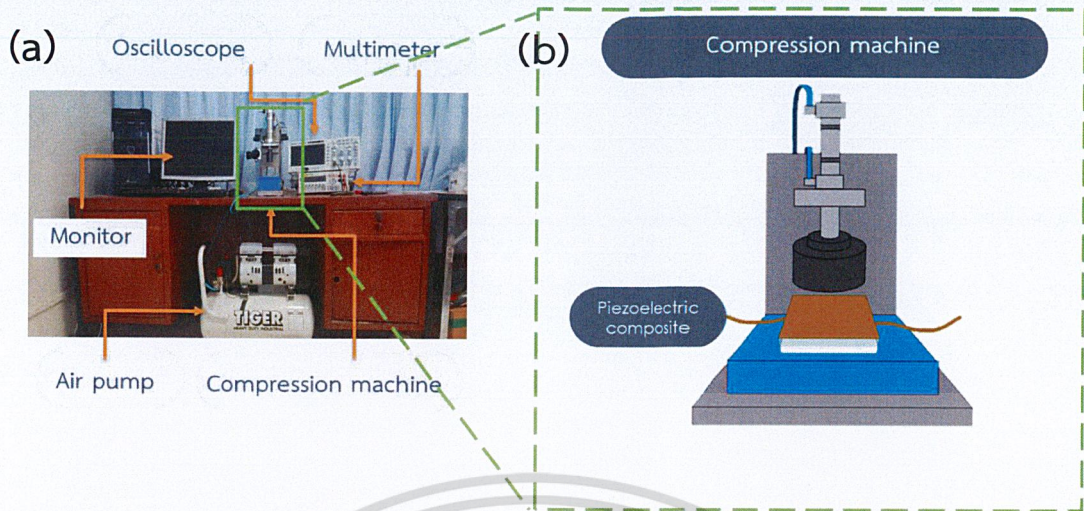 (a)
Oscilloscope
Multimeter
Monitor
TIGER
Air pump
Compression machine
(b)
Compression machine
Piezoelectric
composite